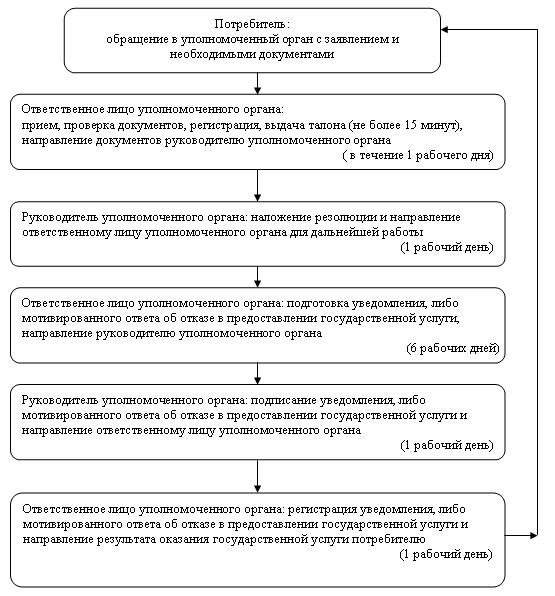 Потребитель:
обращение в уполномоченный орган с заявлением и
необходимыми документами
Ответственное лицо уполномоченного органа:
прием, проверка документов, регистрация, выдача талона (не более 15 минут),
направление документов руководителю уполномоченного органа
( в течение 1 рабочего дня)
Руководитель уполномоченного органа: наложение резолюции и направление
ответственному лицу уполномоченного органа для дальнейшей работы
(1 рабочий день)
Ответственное лицо уполномоченного органа: подготовка уведомления, либо
мотивированного ответа об отказе в предоставлении государственной услуги,
направление руководителю уполномоченного органа
(6 рабочих дней)
Руководитель уполномоченного органа: подписание уведомления, либо
мотивированного ответа об отказе в предоставлении государственной услуги и
направление ответственному лицу уполномоченного органа
(1 рабочий день)
Ответственное лицо уполномоченного органа: регистрация уведомления, либо
мотивированного ответа об отказе в предоставлении государственной услуги и
направление результата оказания государственной услуги потребителю
(1 рабочий день)